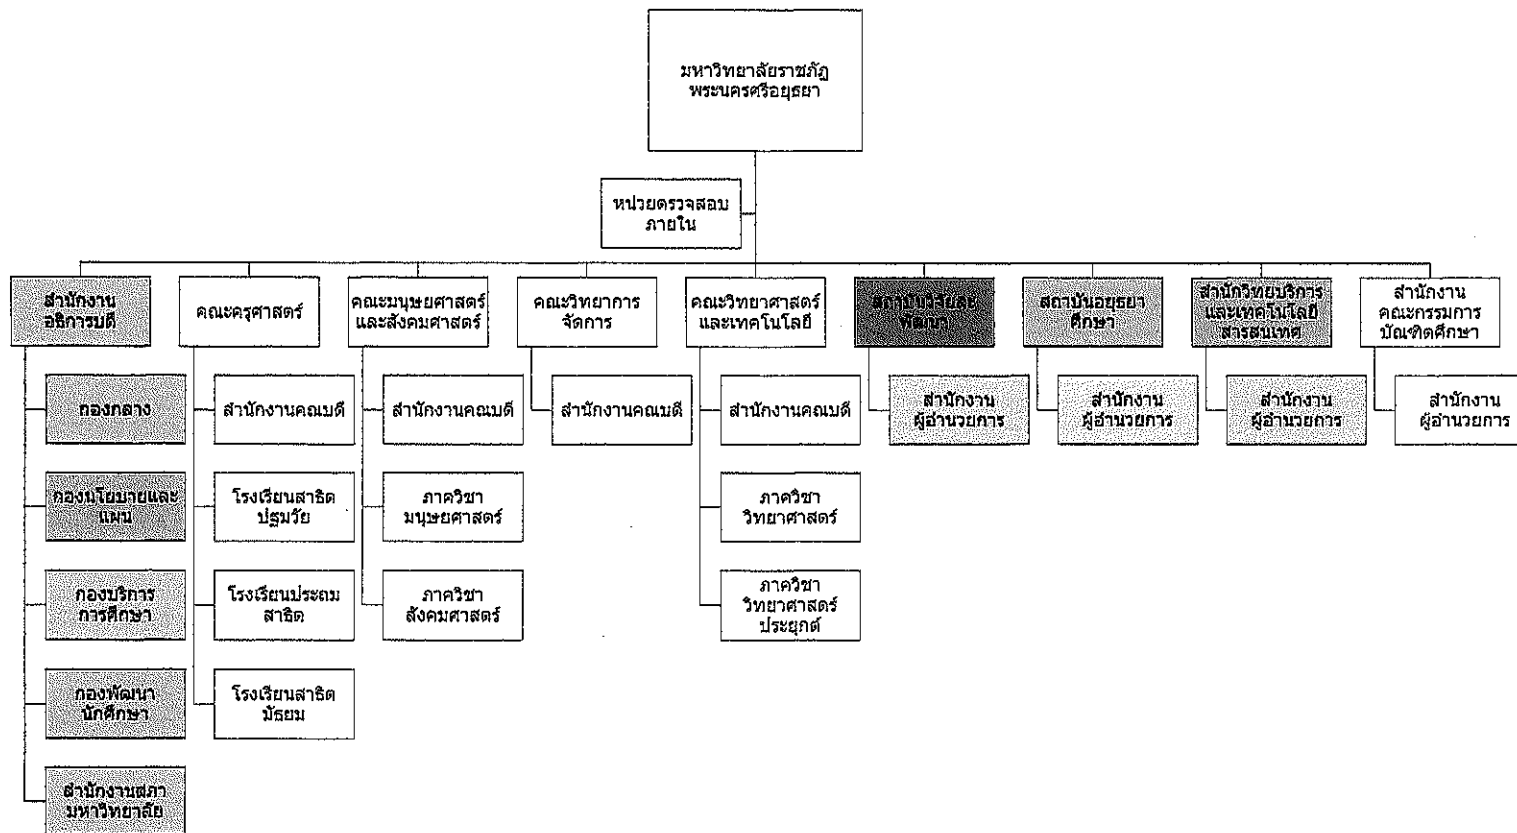 มหาวิทยาลัยราชภัฏ
พระนครศรีอยุธยา
หน่วยตรวจสอบ
ภายใน
สำนักงาน
อธิการบดี
คณะครุศาสตร์
คณะมนุษยศาสตร์
และสังคมศาสตร์
คณะวิทยาการ
จัดการ
คณะวิทยาศาสตร์
และเทคโนโลยี
สถาบันวิจัยละ
พัฒนา
สถาบันอยุธยา
ศึกษา
สำนักวิทยบริการ
และเทคโนโลยี
สารสนเทศ
สำนักงาน
คณะกรรมการ
บัณฑิตศึกษา
กองกลาง
สำนักงานคณบดี
สำนักงานคณบดี
สำนักงานคณบดี
สำนักงานคณบดี
สำนักงาน
ผู้อำนวยการ
สำนักงาน
ผู้อำนวยการ
สำนักงาน
ผู้อำนวยการ
สำนักงาน
ผู้อำนวยการ
กองนโยบายและ
แผน
โรงเรียนสาธิต
ปฐมวัย
ภาควิชา
มนุษยศาสตร์
ภาควิชา
วิทยาศาสตร์
กองบริการ
การศึกษา
โรงเรียนประถม
สาธิต
ภาควิชา
สังคมศาสตร์
ภาควิชา
วิทยาศาสตร์
ประยุกต์
กองพัฒนา
นักศึกษา
โรงเรียนสาธิต
มัธยม
สำนักงานสภา
มหาวิทยาลัย